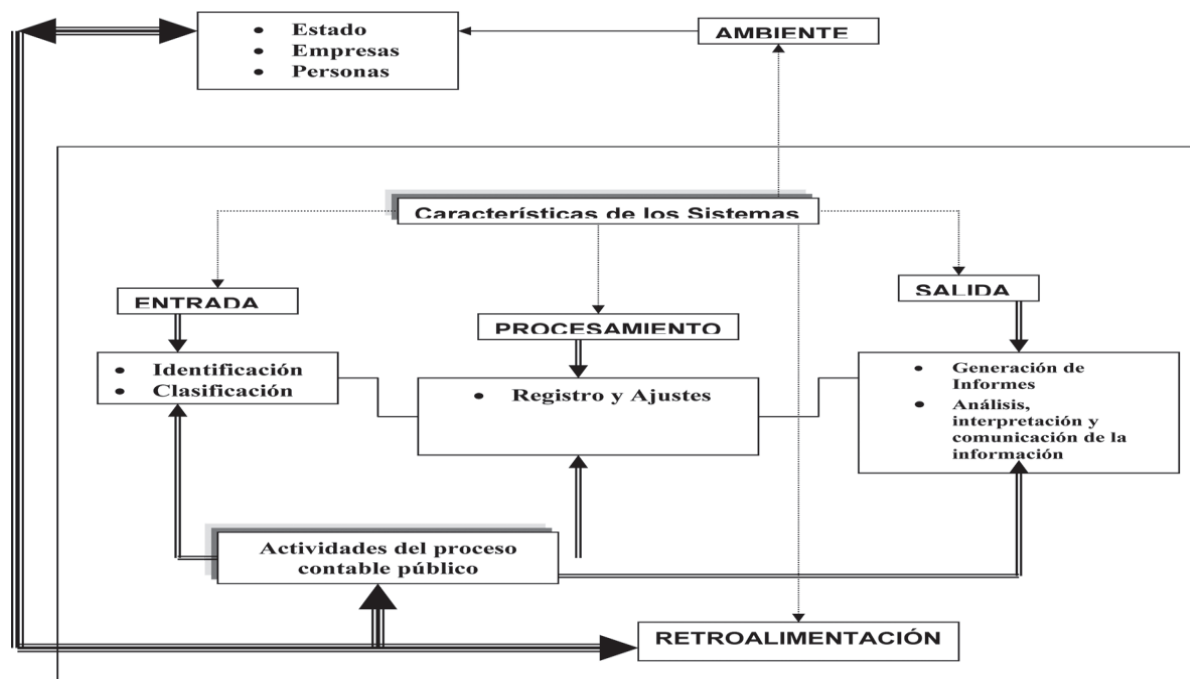 • Estado
• Empresas
• Personas
AMBIENTE
Características de los Sistemas
ENTRADA
PROCESAMIENTO
SALIDA
• Identificación
• Clasificación
• Registro y Ajustes
• Generación de
Informes
• Análisis,
interpretación y
comunicación de la
información
Actividades del proceso
contable público
RETROALIMENTACIÓN